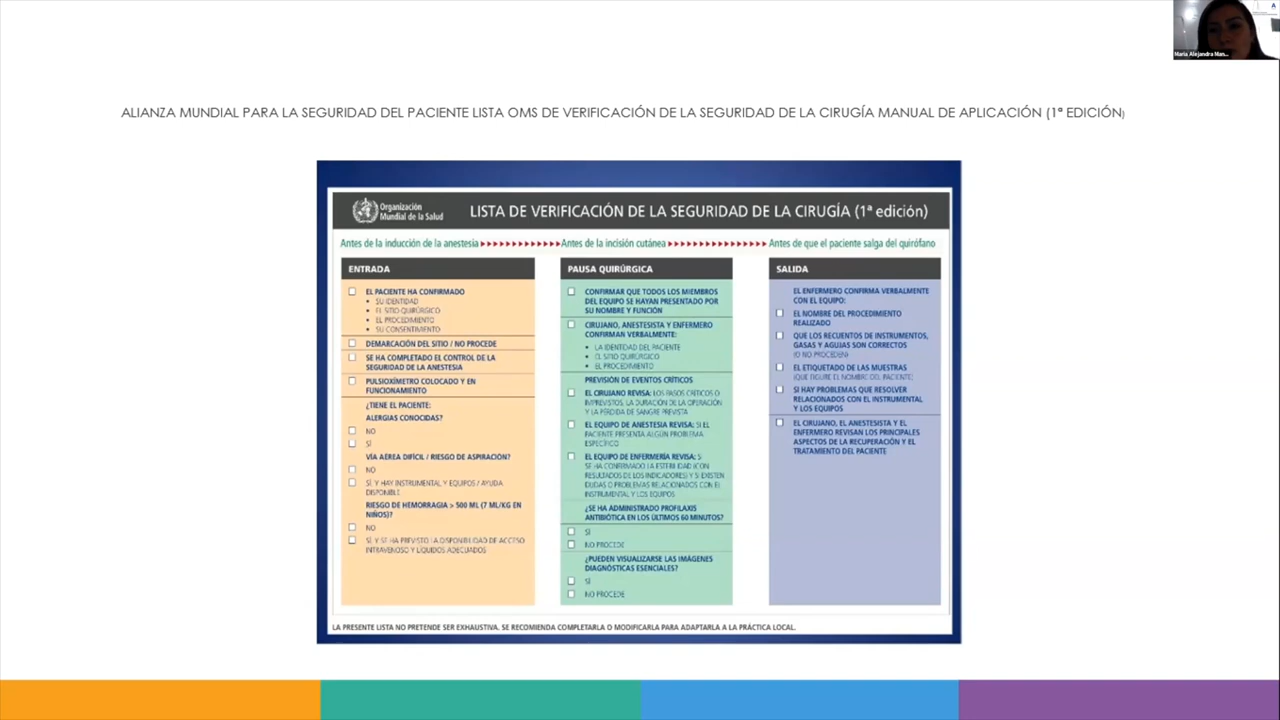 Maria Alejandra Man...
ALIANZA MUNDIAL PARA LA SEGURIDAD DEL PACIENTE LISTA OMS DE VERIFICACIÓN DE LA SEGURIDAD DE LA CIRUGÍA MANUAL DE APLICACIÓN (1ª EDICIÓN)
Organización
Mundial de la Salud
LISTA DE VERIFICACIÓN DE LA SEGURIDAD DE LA CIRUGÍA (1ª edición)
Antes de la inducción de la anestesia
Antes de la incisión cutánea
Antes de que el paciente salga del quirófano
ENTRADA
EL PACIENTE HA CONFIRMADO
• SU IDENTIDAD
• EL SITIO QUIRÚRGICO
• EL PROCEDIMIENTO
• SU CONSENTIMIENTO
DEMARCACIÓN DEL SITIO / NO PROCEDE
SE HA COMPLETADO EL CONTROL DE LA
SEGURIDAD DE LA ANESTESIA
PULSIOXÍMETRO COLOCADO Y EN
FUNCIONAMIENTO
¿TIENE EL PACIENTE:
ALERGIAS CONOCIDAS?
NO
SÍ
VÍA AÉREA DIFÍCIL / RIESGO DE ASPIRACIÓN?
NO
SÍ, Y HAY INSTRUMENTAL Y EQUIPOS / AYUDA
DISPONIBLE
RIESGO DE HEMORRAGIA > 500 ML (7 ML/KG EN
NIÑOS)?
NO
SÍ, Y SE HA PREVISTO LA DISPONIBILIDAD DE ACCESO
INTRAVENOSO Y LÍQUIDOS ADECUADOS
PAUSA QUIRÚRGICA
CONFIRMAR QUE TODOS LOS MIEMBROS
DEL EQUIPO SE HAYAN PRESENTADO POR
SU NOMBRE Y FUNCIÓN
CIRUJANO, ANESTESISTA Y ENFERMERO
CONFIRMAN VERBALMENTE:
• LA IDENTIDAD DEL PACIENTE
• EL SITIO QUIRÚRGICO
• EL PROCEDIMIENTO
PREVISIÓN DE EVENTOS CRÍTICOS
EL CIRUJANO REVISA: LOS PASOS CRÍTICOS O
IMPREVISTOS, LA DURACIÓN DE LA OPERACIÓN
Y LA PÉRDIDA DE SANGRE PREVISTA
EL EQUIPO DE ANESTESIA REVISA: SI EL
PACIENTE PRESENTA ALGÚN PROBLEMA
ESPECÍFICO
EL EQUIPO DE ENFERMERÍA REVISA: S
SE HA CONFIRMADO LA ESTERILIDAD (CON
RESULTADOS DE LOS INDICADORES) Y SI EXISTEN
DUDAS O PROBLEMAS RELACIONADOS CON EL
INSTRUMENTAL Y LOS EQUIPOS
¿SE HA ADMINISTRADO PROFILAXIS
ANTIBIÓTICA EN LOS ÚLTIMOS 60 MINUTOS?
SÍ
NO PROCEDE
¿PUEDEN VISUALIZARSE LAS IMÁGENES
DIAGNÓSTICAS ESENCIALES?
SÍ
NO PROCEDE
SALIDA
EL ENFERMERO CONFIRMA VERBALMENTE
CON EL EQUIPO:
EL NOMBRE DEL PROCEDIMIENTO
REALIZADO
QUE LOS RECUENTOS DE INSTRUMENTOS,
GASAS Y AGUJAS SON CORRECTOS
(O NO PROCEDEN)
EL ETIQUETADO DE LAS MUESTRAS
(QUE FIGURE EL NOMBRE DEL PACIENTE)
SI HAY PROBLEMAS QUE RESOLVER
RELACIONADOS CON EL INSTRUMENTAL
Y LOS EQUIPOS
EL CIRUJANO, EL ANESTESISTA Y EL
ENFERMERO REVISAN LOS PRINCIPALES
ASPECTOS DE LA RECUPERACIÓN Y EL
TRATAMIENTO DEL PACIENTE
LA PRESENTE LISTA NO PRETENDE SER EXHAUSTIVA. SE RECOMIENDA COMPLETARLA O MODIFICARLA PARA ADAPTARLA A LA PRÁCTICA LOCAL.